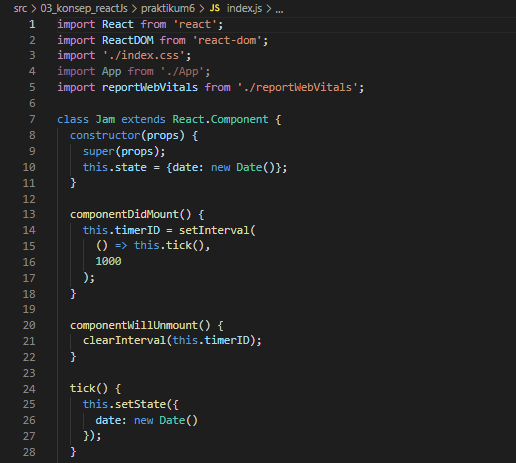 src > 03_konsep_reactJs > praktikum6 > JS index.js > ...
1 import React from 'react';
2 import ReactDOM from 'react-dom';
3 import './index.css';
4 import App from './App';
5 import reportWebVitals from './reportWebVitals';
6
7 class Jam extends React.Component {
8 constructor(props) {
9 super(props);
10 this.state = {date: new Date()};
11 }
12
13 componentDidMount() {
14 this.timerID = setInterval(
15 () => this.tick(),
16 1000
17 );
18 }
19
20 componentWillUnmount() {
21 clearInterval(this.timerID);
22 }
23
24 tick() {
25 this.setState({
26 date: new Date()
27 });
28 }